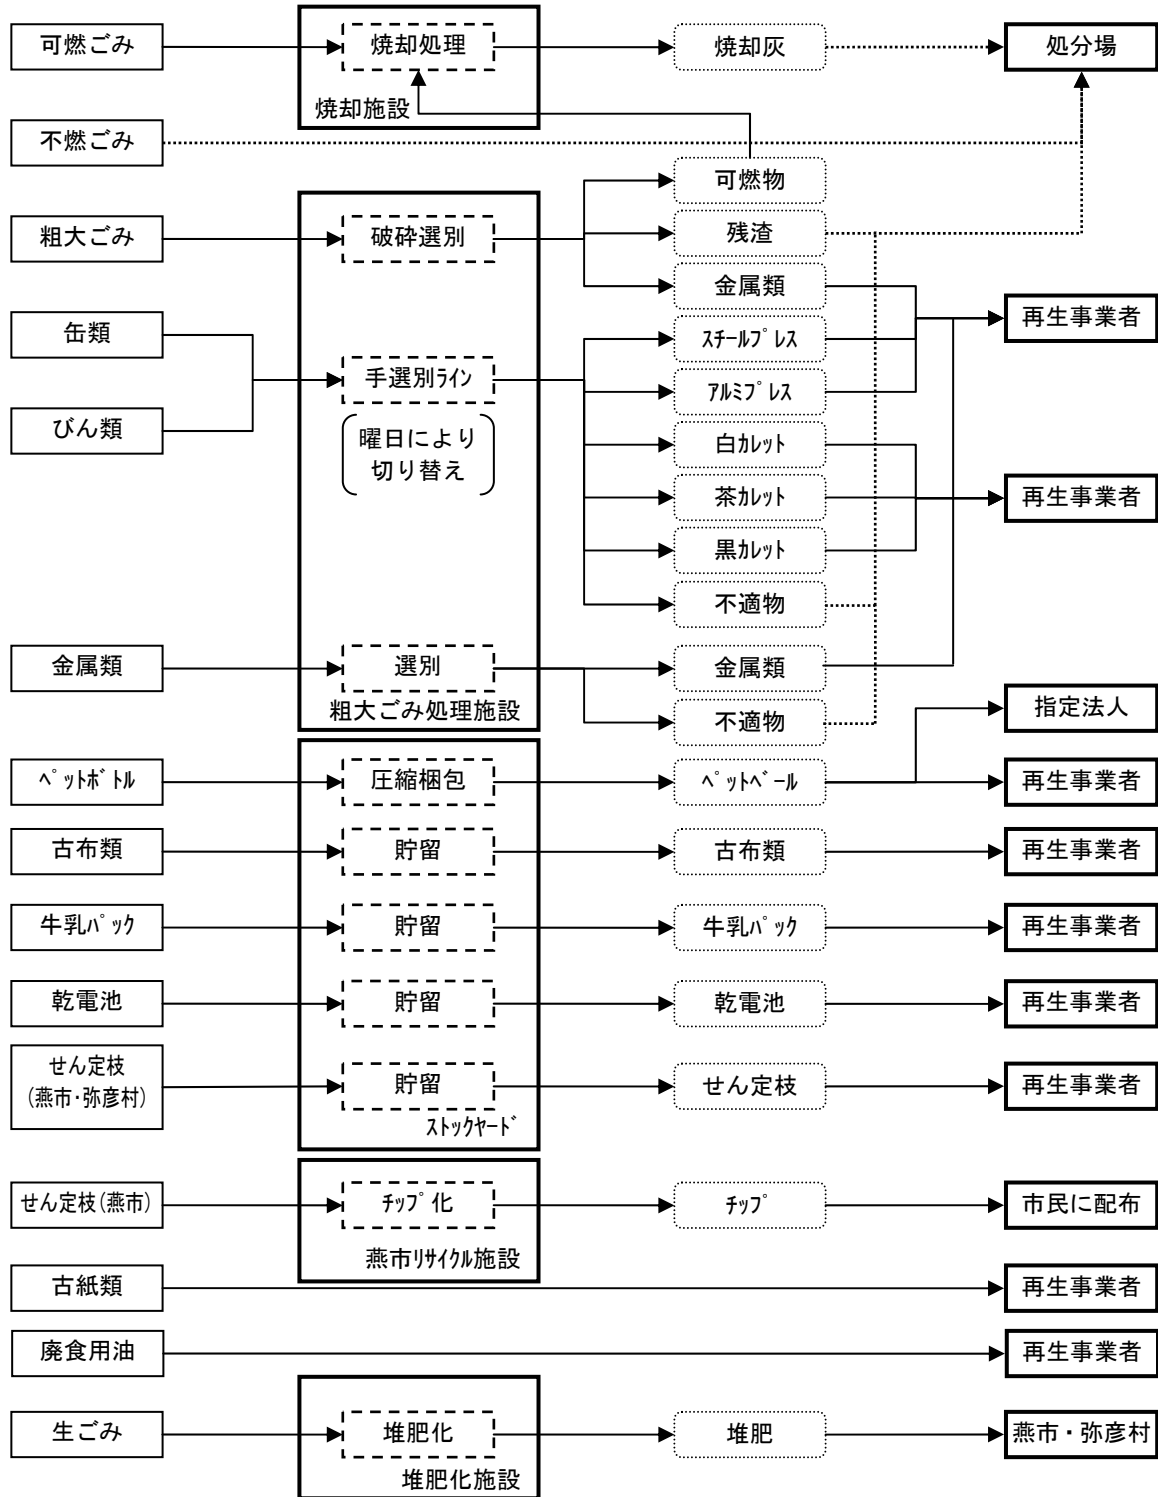 可燃ごみ
焼却処理
焼却灰
処分場
焼却施設
不燃ごみ
可燃物
粗大ごみ
破砕選別
残渣
金属類
再生事業者
缶類
ｽﾁｰﾙﾌﾟﾚｽ
手選別ﾗｲﾝ
ｱﾙﾐﾌﾟﾚｽ
びん類
曜日により
切り替え
白ｶﾚｯﾄ
茶ｶﾚｯﾄ
再生事業者
黒ｶﾚｯﾄ
不適物
金属類
選別
金属類
粗大ごみ処理施設
不適物
指定法人
ﾍﾟｯﾄﾎﾞﾄﾙ
圧縮梱包
ﾍﾟｯﾄﾍﾞｰﾙ
再生事業者
古布類
貯留
古布類
再生事業者
牛乳ﾊﾟｯｸ
貯留
牛乳ﾊﾟｯｸ
再生事業者
乾電池
貯留
乾電池
再生事業者
せん定枝
(燕市・弥彦村)
貯留
せん定枝
再生事業者
ｽﾄｯｸﾔｰﾄﾞ
せん定枝(燕市)
ﾁｯﾌﾟ化
ﾁｯﾌﾟ
市民に配布
燕市ﾘｻｲｸﾙ施設
古紙類
再生事業者
廃食用油
再生事業者
生ごみ
堆肥化
堆肥
燕市・弥彦村
堆肥化施設